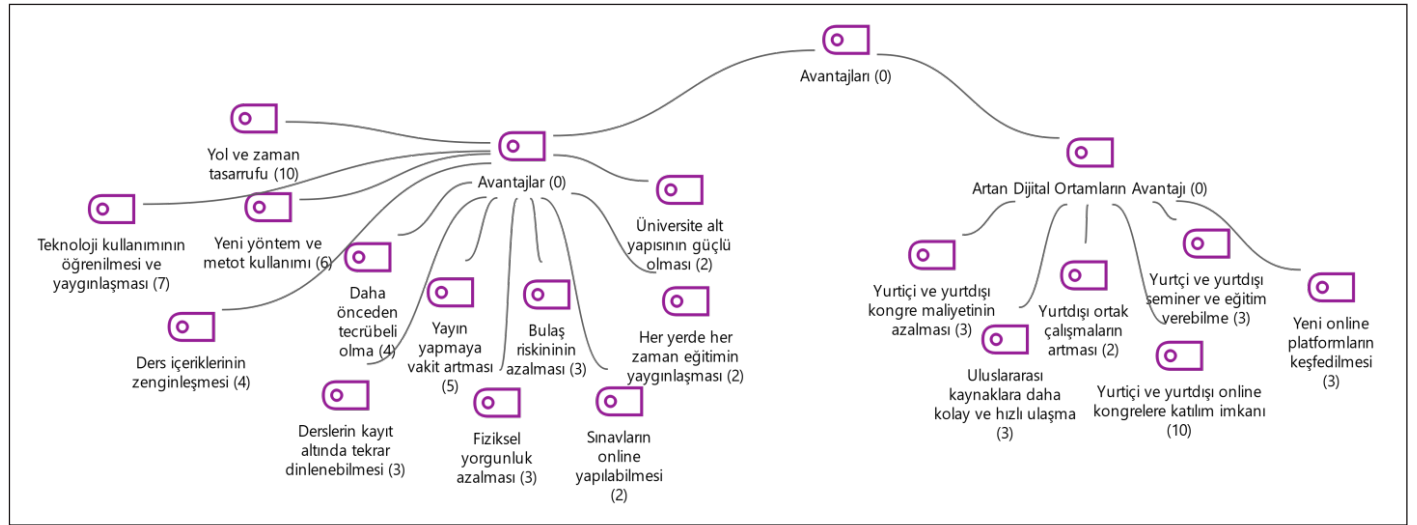 Avantajları (0)
Avantajlar (0)
Yol ve zaman
tasarrufu (10)
Teknoloji kullanımının
öğrenilmesi ve
yaygınlaşması (7)
Yeni yöntem ve
metot kullanımı (6)
Ders içeriklerinin
zenginleşmesi (4)
Daha
önceden
tecrübeli
olma (4)
Derslerin kayıt
altında tekrar
dinlenebilmesi (3)
Yayın
yapmaya
vakit artması
(5)
Fiziksel
yorgunluk
azalması (3)
Bulaş
riskininin
azalması (3)
Sınavların
online
yapılabilmesi
(2)
Üniversite alt
yapısının güçlü
olması (2)
Her yerde her
zaman eğitimin
yaygınlaşması (2)
Artan Dijital Ortamların Avantajı (0)
Yurtiçi ve yurtdışı
kongre maliyetinin
azalması (3)
Uluslararası
kaynaklara daha
kolay ve hızlı ulaşma
(3)
Yurtdışı ortak
çalışmaların
artması (2)
Yurtiçi ve yurtdışı online
kongrelere katılım imkanı
(10)
Yurtçi ve yurtdışı
seminer ve eğitim
verebilme (3)
Yeni online
platformların
keşfedilmesi
(3)